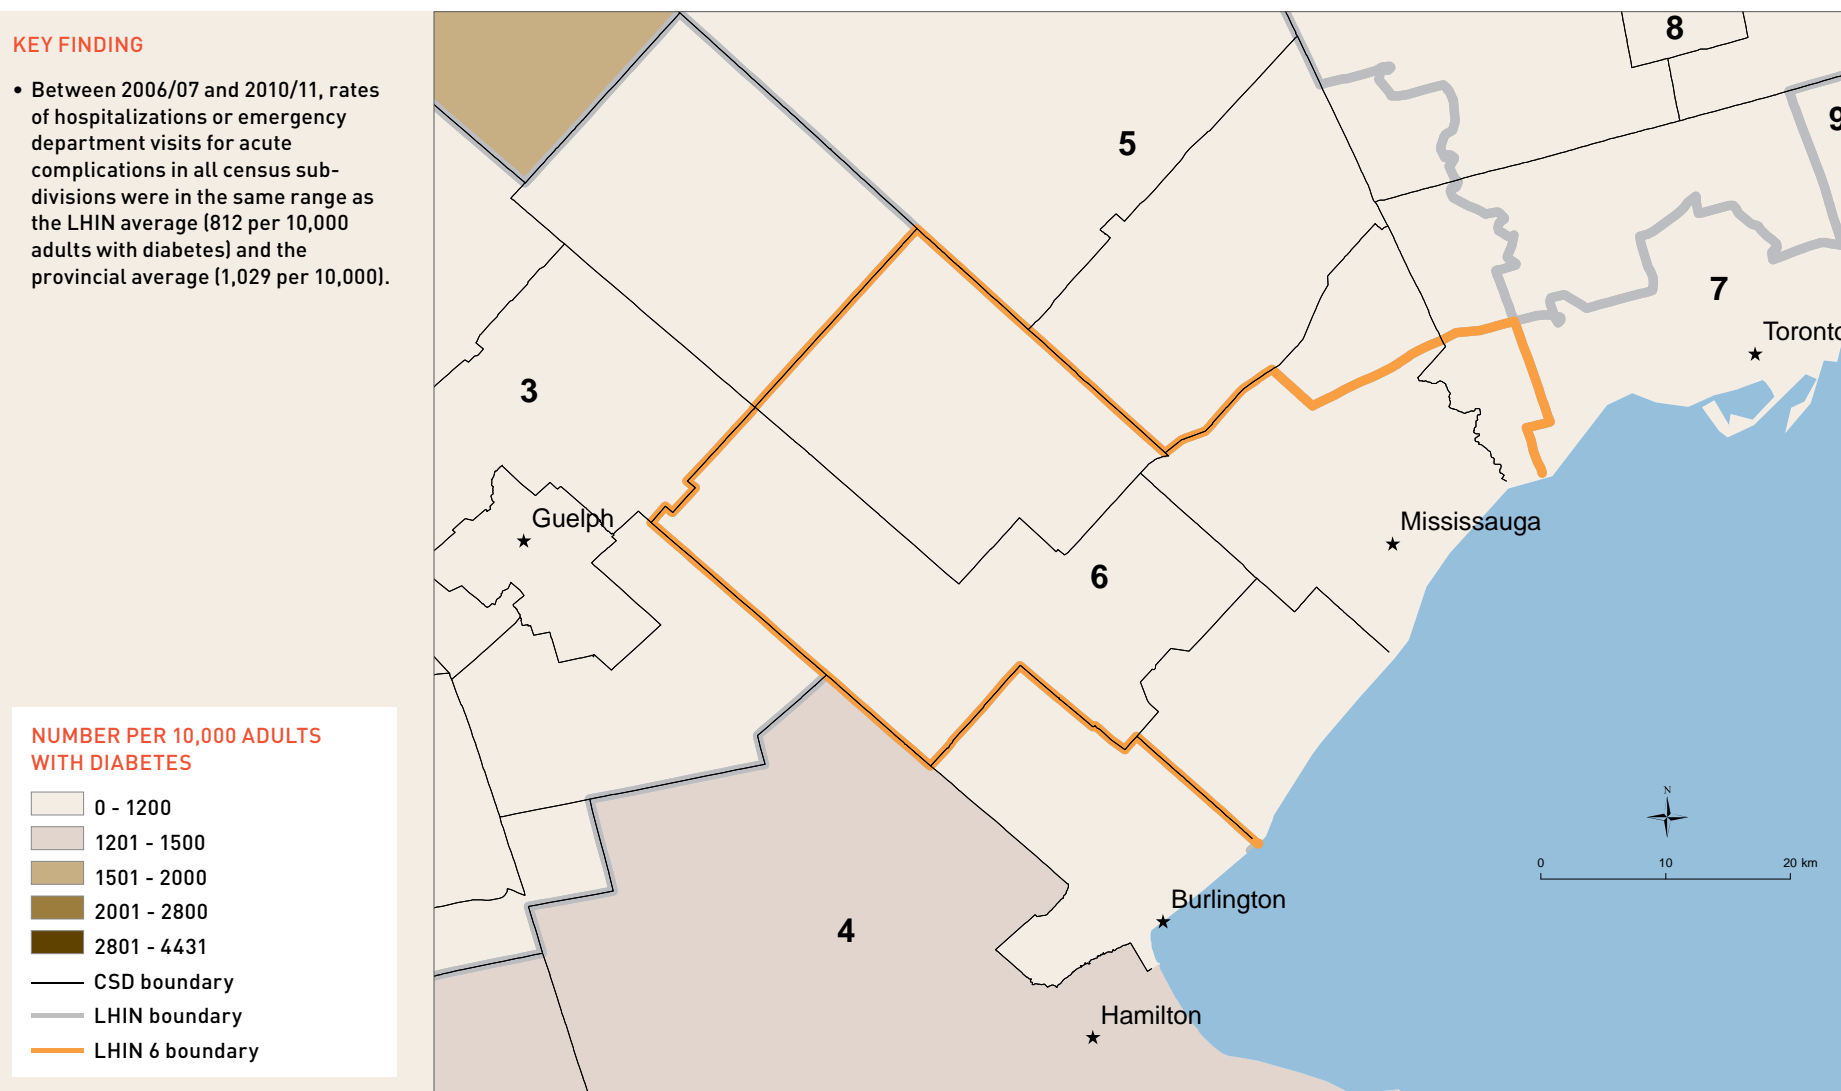 KEY FINDING
• Between 2006/07 and 2010/11, rates
of hospitalizations or emergency
department visits for acute
complications in all census sub-
divisions were in the same range as
the LHIN average (812 per 10,000
adults with diabetes) and the
provincial average (1,029 per 10,000).
NUMBER PER 10,000 ADULTS
WITH DIABETES
0 - 1200
1201 - 1500
1501 - 2000
2001 - 2800
2801 - 4431
CSD boundary
LHIN boundary
LHIN 6 boundary
8
9
5
7
Toronto
3
Guelph
Mississauga
6
N
0 10 20 km
Burlington
4
Hamilton